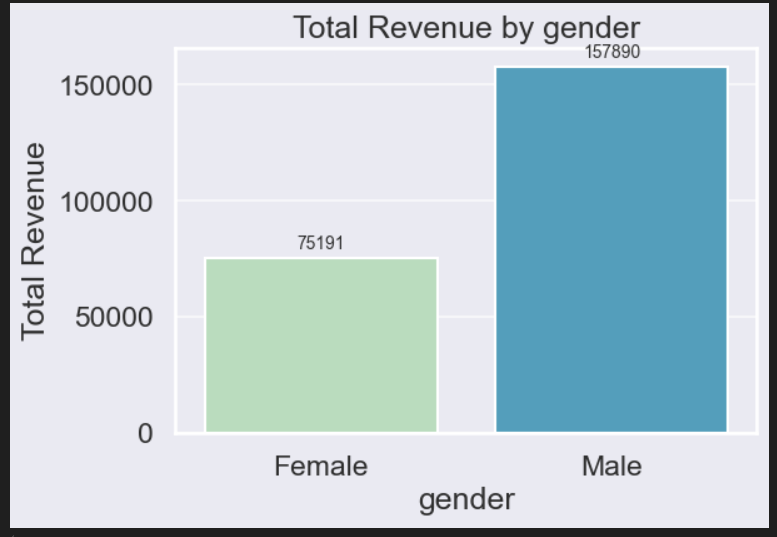 Total Revenue by gender
157890
150000
Total Revenue
100000
75191
50000
0
Female
Male
gender